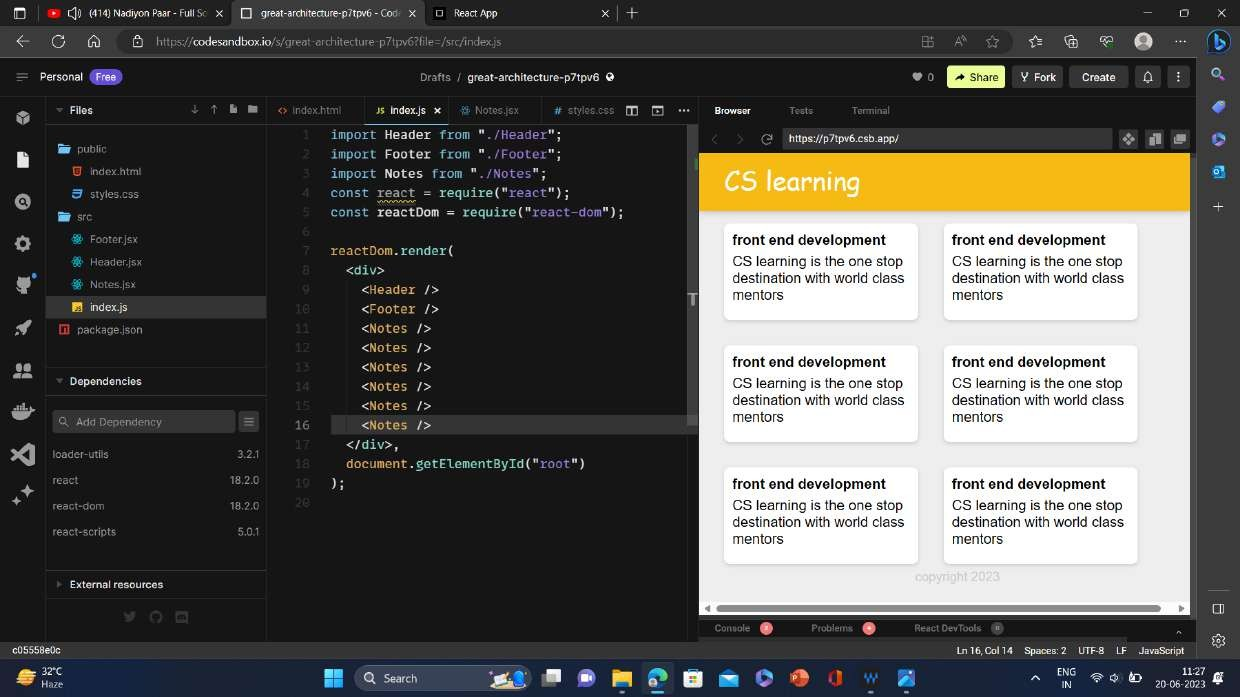 (414) Nadiyon Paar - Full So
great-architecture-p7tpv6 - Code
React App
https://codesandbox.io/s/great-architecture-p7tpv6?file=/src/index.js
Personal Free
Drafts / great-architecture-p7tpv6
0
Share
Fork
Create
Files
public
index.html
styles.css
src
Footer.jsx
Header.jsx
Notes.jsx
index.js
package.json
Dependencies
Add Dependency
loader-utils 3.2.1
react 18.2.0
react-dom 18.2.0
react-scripts 5.0.1
External resources
index.html
JS index.js
Notes.jsx
# styles.css
1 import Header from "./Header";
2 import Footer from "./Footer";
3 import Notes from "./Notes";
4 const react = require("react");
5 const reactDom = require("react-dom");
6
7 reactDom.render(
8 <div>
9 <Header />
10 <Footer />
11 <Notes />
12 <Notes />
13 <Notes />
14 <Notes />
15 <Notes />
16 <Notes />
17 </div>,
18 document.getElementById("root")
19 );
20
Browser Tests Terminal
https://p7tpv6.csb.app/
CS learning
front end development
CS learning is the one stop
destination with world class
mentors
front end development
CS learning is the one stop
destination with world class
mentors
front end development
CS learning is the one stop
destination with world class
mentors
front end development
CS learning is the one stop
destination with world class
mentors
front end development
CS learning is the one stop
destination with world class
mentors
front end development
CS learning is the one stop
destination with world class
mentors
copyright 2023
Console
Problems
React DevTools 0
c05558e0c
Ln 16, Col 14 Spaces: 2 UTF-8 LF JavaScript
32°C
Haze
Search
ENG
IN
11:27
20-06-2023